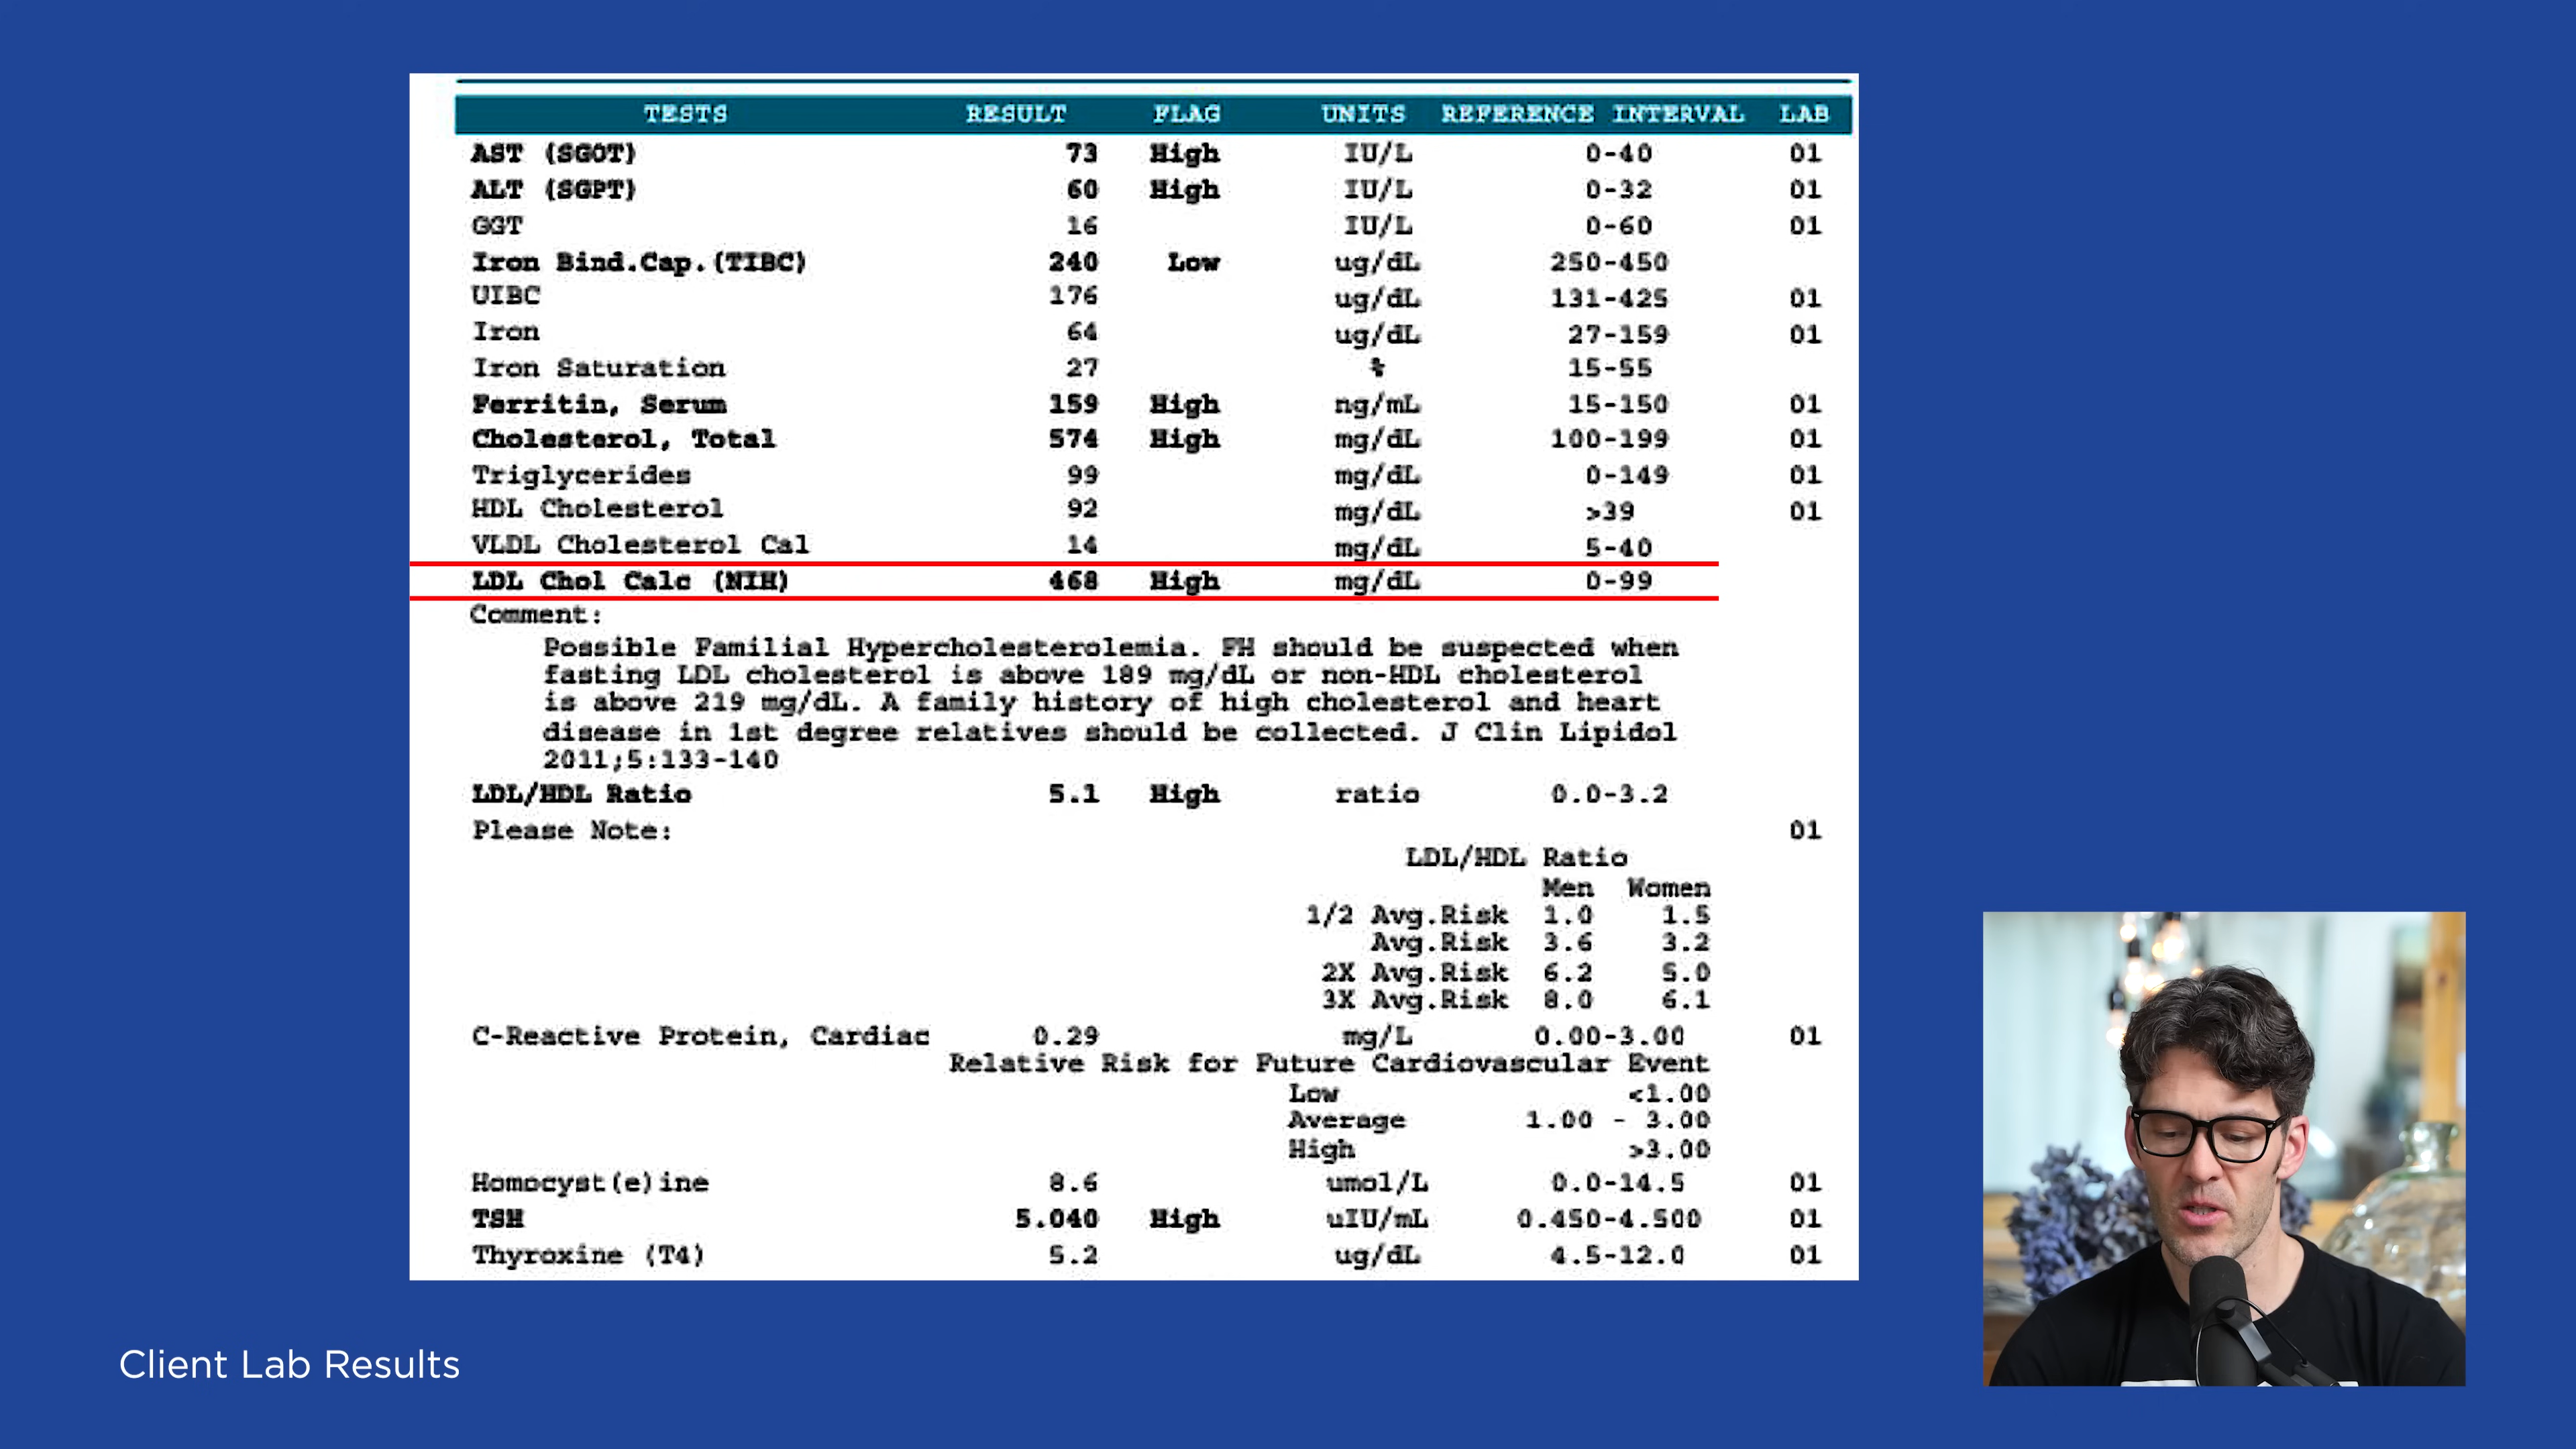 TESTS RESULT FLAG UNITS REFERENCE INTERVAL LAB
AST (SGOT) 73 High IU/L 0-40 01
ALT (SGPT) 60 High IU/L 0-32 01
GGT 16 IU/L 0-60 01
Iron Bind.Cap.(TIBC) 240 Low ug/dL 250-450
UIBC 176 ug/dL 131-425 01
Iron 64 ug/dL 27-159 01
Iron Saturation 27 % 15-55
Ferritin, Serum 159 High ng/mL 15-150 01
Cholesterol, Total 574 High mg/dL 100-199 01
Triglycerides 99 mg/dL 0-149 01
HDL Cholesterol 92 mg/dL >39 01
VLDL Cholesterol Cal 14 mg/dL 5-40
LDL Chol Calc (NIH) 468 High mg/dL 0-99
Comment:
Possible Familial Hypercholesterolemia. FH should be suspected when
fasting LDL cholesterol is above 189 mg/dL or non-HDL cholesterol
is above 219 mg/dL. A family history of high cholesterol and heart
disease in 1st degree relatives should be collected. J Clin Lipidol
2011;5:133-140
LDL/HDL Ratio 5.1 High ratio 0.0-3.2
Please Note: 01
LDL/HDL Ratio
Men Women
1/2 Avg.Risk 1.0 1.5
Avg.Risk 3.6 3.2
2X Avg.Risk 6.2 5.0
3X Avg.Risk 8.0 6.1
C-Reactive Protein, Cardiac 0.29 mg/L 0.00-3.00 01
Relative Risk for Future Cardiovascular Event
Low <1.00
Average 1.00 - 3.00
High >3.00
Homocyst(e)ine 8.6 umol/L 0.0-14.5 01
TSH 5.040 High uIU/mL 0.450-4.500 01
Thyroxine (T4) 5.2 ug/dL 4.5-12.0 01
Client Lab Results